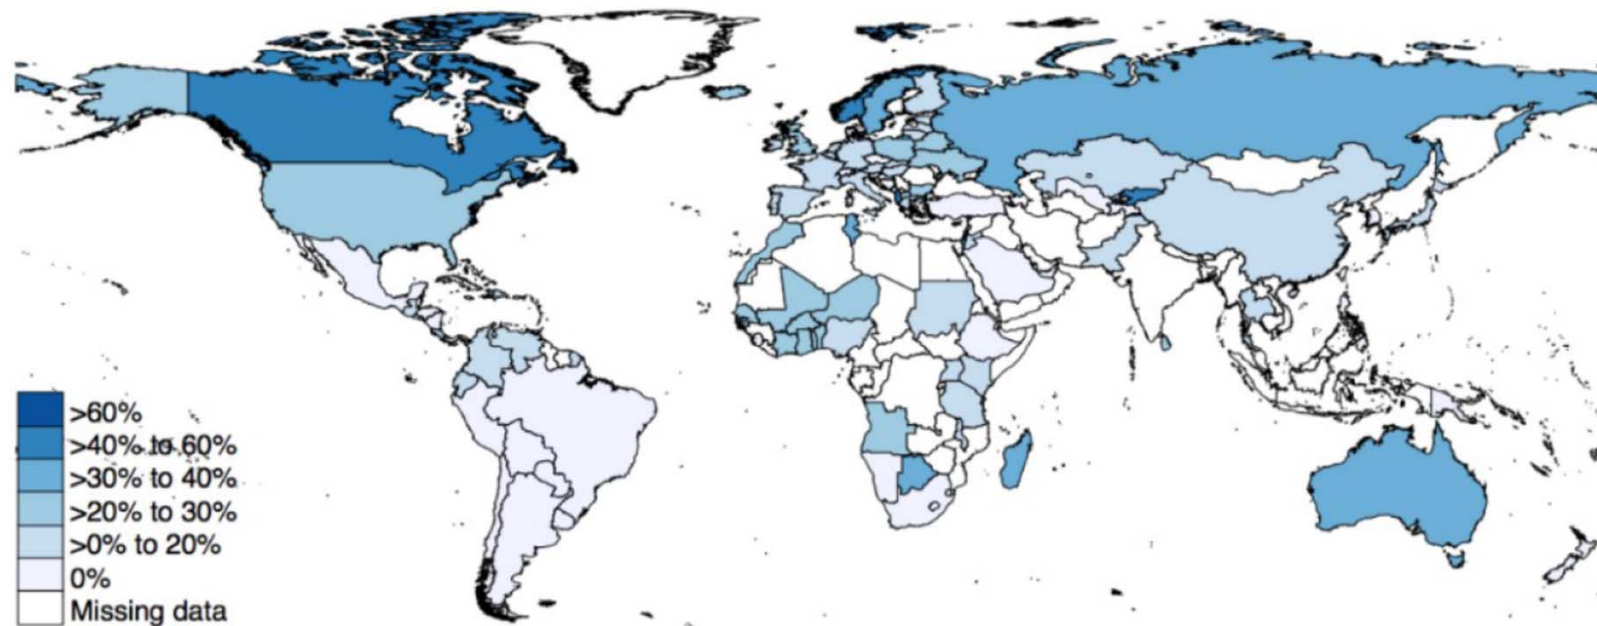 >60%
>40% to 60%
>30% to 40%
>20% to 30%
>0% to 20%
0%
Missing data